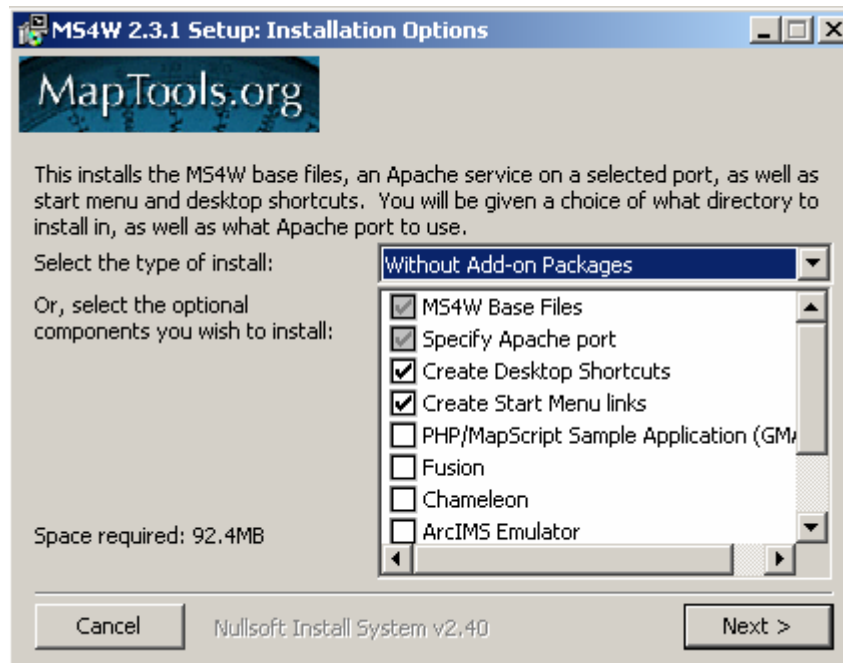 MS4W 2.3.1 Setup: Installation Options
MapTools.org
This installs the MS4W base files, an Apache service on a selected port, as well as
start menu and desktop shortcuts. You will be given a choice of what directory to
install in, as well as what Apache port to use.
Select the type of install:
Without Add-on Packages
Or, select the optional
components you wish to install:
MS4W Base Files
Specify Apache port
Create Desktop Shortcuts
Create Start Menu links
PHP/MapScript Sample Application
Fusion
Chameleon
ArcIMS Emulator
Space required: 92.4MB
Cancel
Nullsoft Install System v2.40
Next >